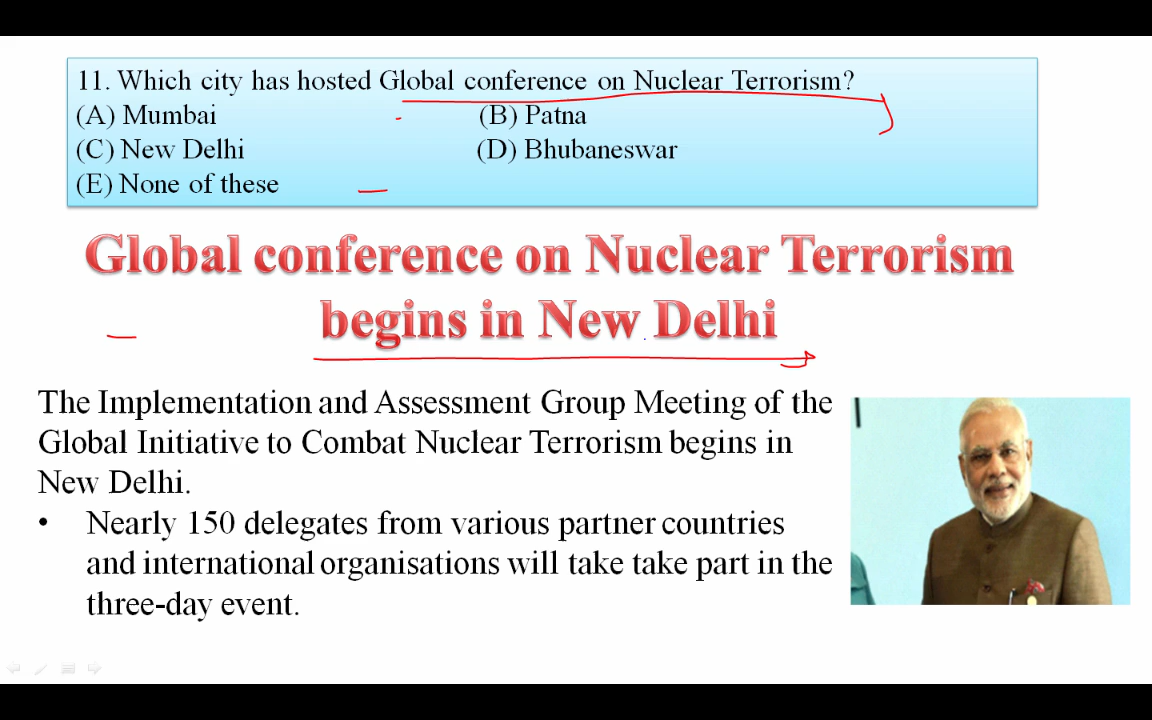 11. Which city has hosted Global conference on Nuclear Terrorism?
(A) Mumbai (B) Patna
(C) New Delhi (D) Bhubaneswar
(E) None of these
Global conference on Nuclear Terrorism
begins in New Delhi
The Implementation and Assessment Group Meeting of the
Global Initiative to Combat Nuclear Terrorism begins in
New Delhi.
• Nearly 150 delegates from various partner countries
and international organisations will take take part in the
three-day event.